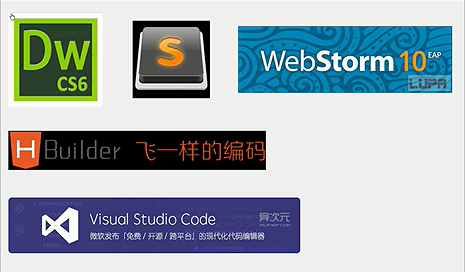 Dw
CS6
S
WebStorm 10 EAP
LUPA
HBuilder 飞一样的编码
Visual Studio Code
异次元
微软发布「免费 / 开源 / 跨平台」的现代化代码编辑器